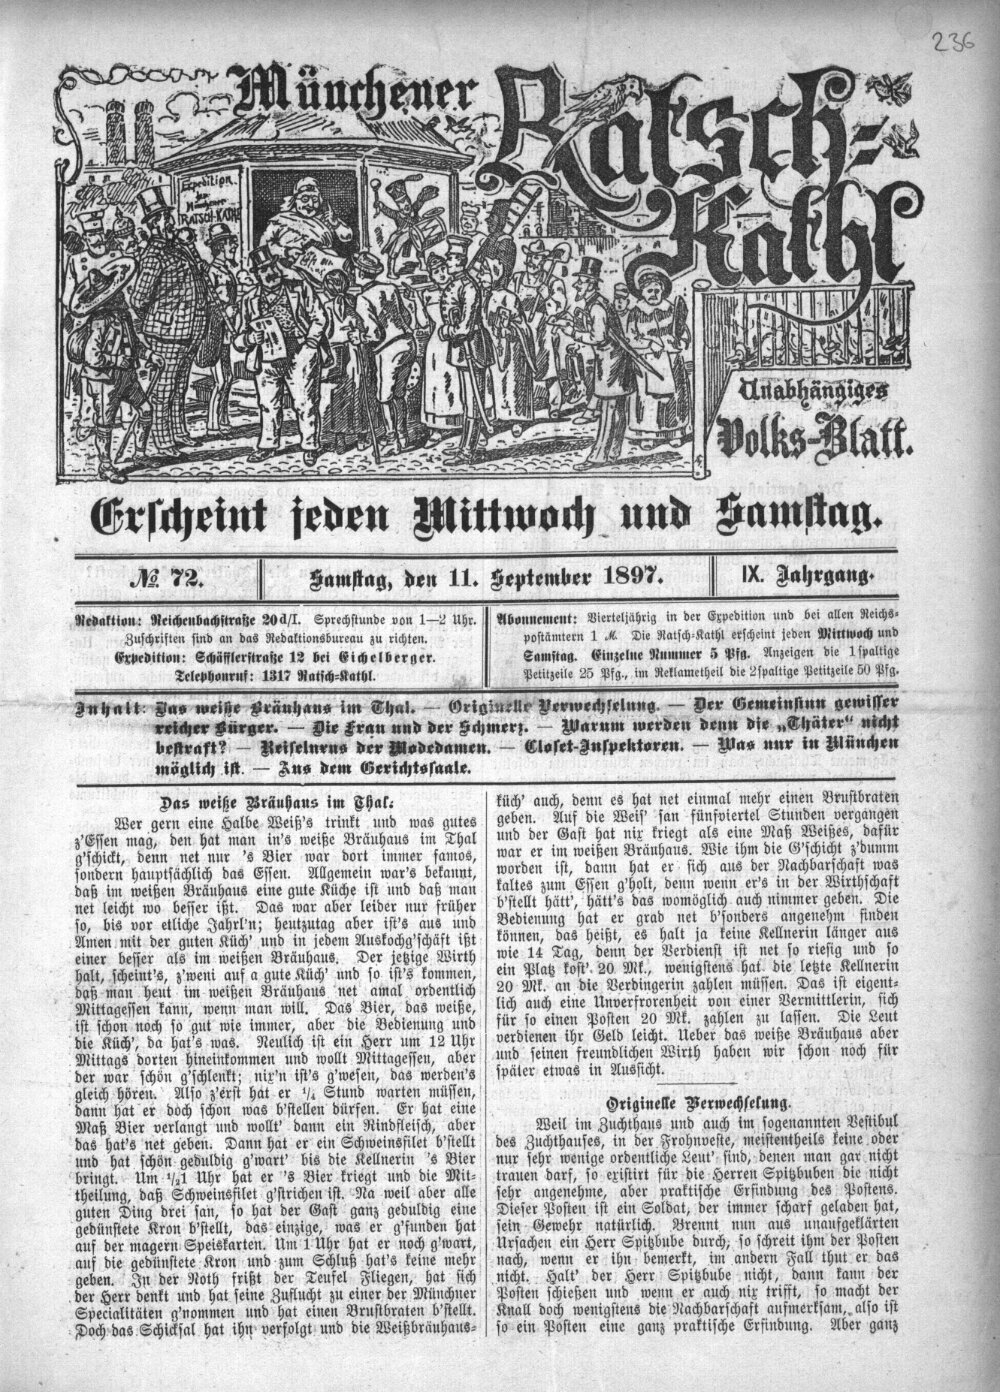 236
Münchener
Ratsch-
Kathl
Expedition
der
Münchener
RATSCH-KATHL
Unabhängiges
Volks-Blatt.
Erscheint jeden Mittwoch und Samstag.
№. 72.
Samstag, den 11. September 1897.
IX. Jahrgang.
Redaktion: Reichenbachstraße 20d/I. Sprechstunde von 1—2 Uhr.
Zuschriften sind an das Redaktionsbureau zu richten.
Expedition: Schäfflerstraße 12 bei Eichelberger.
Telephonruf: 1317 Ratsch-Kathl.
Abonnement: Vierteljährig in der Expedition und bei allen Reichs-
postämtern 1 M. Die Ratsch-Kathl erscheint jeden Mittwoch und
Samstag. Einzelne Nummer 5 Pfg. Anzeigen die 1spaltige
Petitzeile 25 Pfg., im Reklametheil die 2spaltige Petitzeile 50 Pfg.
Inhalt: Das weiße Bräuhaus im Thal. — Originelle Verwechselung. — Der Gemeinsinn gewisser
reicher Bürger. — Die Frau und der Schmerz. — Warum werden denn die „Thäter“ nicht
bestraft? — Reiselurus der Modedamen. — Closet-Inspektoren. — Was nur in München
möglich ist. — Aus dem Gerichtssaale.
Das weiße Bräuhaus im Thal.
Wer gern eine Halbe Weiß's trinkt und was gutes
z'Essen mag, den hat man in's weiße Bräuhaus im Thal
g'schickt, denn net nur 's Bier war dort immer famos,
sondern hauptsächlich das Essen. Allgemein war's bekannt,
daß im weißen Bräuhaus eine gute Küche ist und daß man
net leicht wo besser ißt. Das war aber leider nur früher
so, bis vor etliche Jahrl'n; heutzutag aber ist's aus und
Amen mit der guten Küch' und in jedem Auskochg'schäft ißt
einer besser als im weißen Bräuhaus. Der jetzige Wirth
halt, scheint's, z'weni auf a gute Küch' und so ist's kommen,
daß man heut im weißen Bräuhaus net amal ordentlich
Mittagessen kann, wenn man will. Das Bier, das weiße,
ist schon noch so gut wie immer, aber die Bedienung und
die Küch', da hat's was. Neulich ist ein Herr um 12 Uhr
Mittags dorten hineinkommen und wollt Mittagessen, aber
der war schön g'schlenkt; nix'n ist's g'wesen, das werden's
gleich hören. Also z'erst hat er ¼ Stund warten müssen,
dann hat er doch schon was b'stellen dürfen. Er hat eine
Maß Bier verlangt und wollt' dann ein Rindfleisch, aber
das hat's net geben. Dann hat er ein Schweinsfilet b'stellt
und hat schön geduldig g'wart' bis die Kellnerin 's Bier
bringt. Um ½1 Uhr hat er 's Bier kriegt und die Mit-
theilung, daß Schweinsfilet g'strichen ist. Na weil aber alle
guten Ding drei san, so hat der Gast ganz geduldig eine
gedünstete Kron b'stellt, das einzige, was er g'funden hat
auf der magern Speiskarten. Um 1 Uhr hat er noch g'wart,
auf die gedünstete Kron und zum Schluß hat's keine mehr
geben. In der Noth frißt der Teufel Fliegen, hat sich
der Herr denkt und hat seine Zuflucht zu einer der Münchner
Specialitäten g'nommen und hat einen Brustbraten b'stellt.
Doch das Schicksal hat ihn verfolgt und die Weißbräuhaus-
küch' auch, denn es hat net einmal mehr einen Brustbraten
geben. Auf die Weis' san fünfviertel Stunden vergangen
und der Gast hat nix kriegt als eine Maß Weißes, dafür
war er im weißen Bräuhaus. Wie ihm die G'schicht z'dumm
worden ist, dann hat er sich aus der Nachbarschaft was
kaltes zum Essen g'holt, denn wenn er's in der Wirthschaft
b'stellt hätt', hätt's das womöglich auch nimmer geben. Die
Bedienung hat er grad net b'sonders angenehm finden
können, das heißt, es halt ja keine Kellnerin länger aus
wie 14 Tag, denn der Verdienst ist net so riesig und so
ein Platz kost' 20 Mk., wenigstens hat die letzte Kellnerin
20 Mk. an die Verdingerin zahlen müssen. Das ist eigent-
lich auch eine Unverfrorenheit von einer Vermittlerin, sich
für so einen Posten 20 Mk. zahlen zu lassen. Die Leut
verdienen ihr Geld leicht. Ueber das weiße Bräuhaus aber
und seinen freundlichen Wirth haben wir schon noch für
später etwas in Aussicht.
Originelle Verwechselung.
Weil im Zuchthaus und auch im sogenannten Vestibul
des Zuchthauses, in der Frohnveste, meistentheils keine oder
nur sehr wenige ordentliche Leut' sind, denen man gar nicht
trauen darf, so existirt für die Herren Spitzbuben die nicht
sehr angenehme, aber praktische Erfindung des Postens.
Dieser Posten ist ein Soldat, der immer scharf geladen hat,
sein Gewehr natürlich. Brennt nun aus unaufgeklärten
Ursachen ein Herr Spitzbube durch, so schreit ihm der Posten
nach, wenn er ihn bemerkt, im andern Fall thut er das
nicht. Halt' der Herr Spitzbube nicht, dann kann der
Posten schießen und wenn er auch nix trifft, so macht der
Knall doch wenigstens die Nachbarschaft aufmerksam, also ist
so ein Posten eine ganz praktische Erfindung. Aber ganz